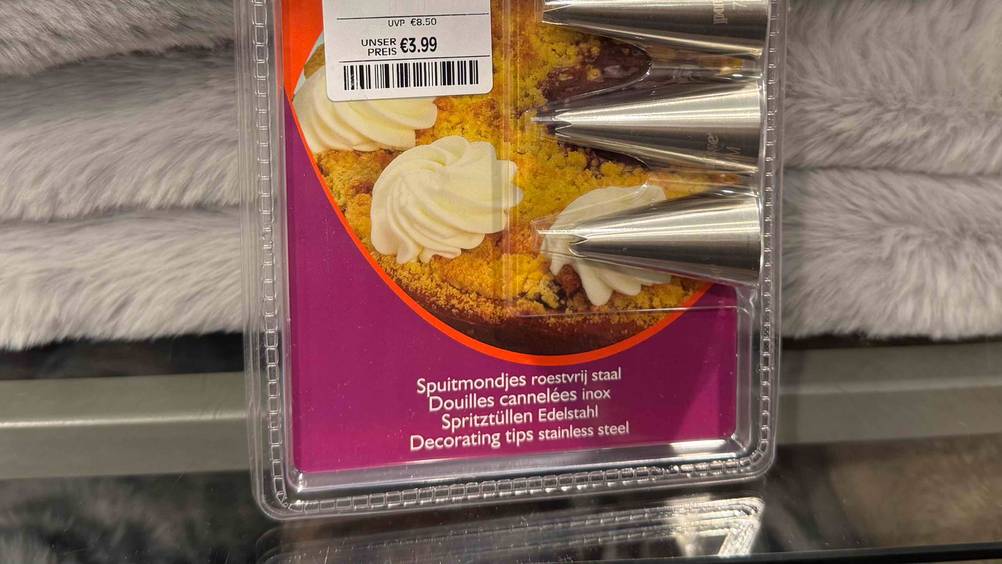 UVP €8.50
UNSER
PREIS €3.99
Spuitmondjes roestvrij staal
Douilles cannelées inox
Spritztüllen Edelstahl
Decorating tips stainless steel